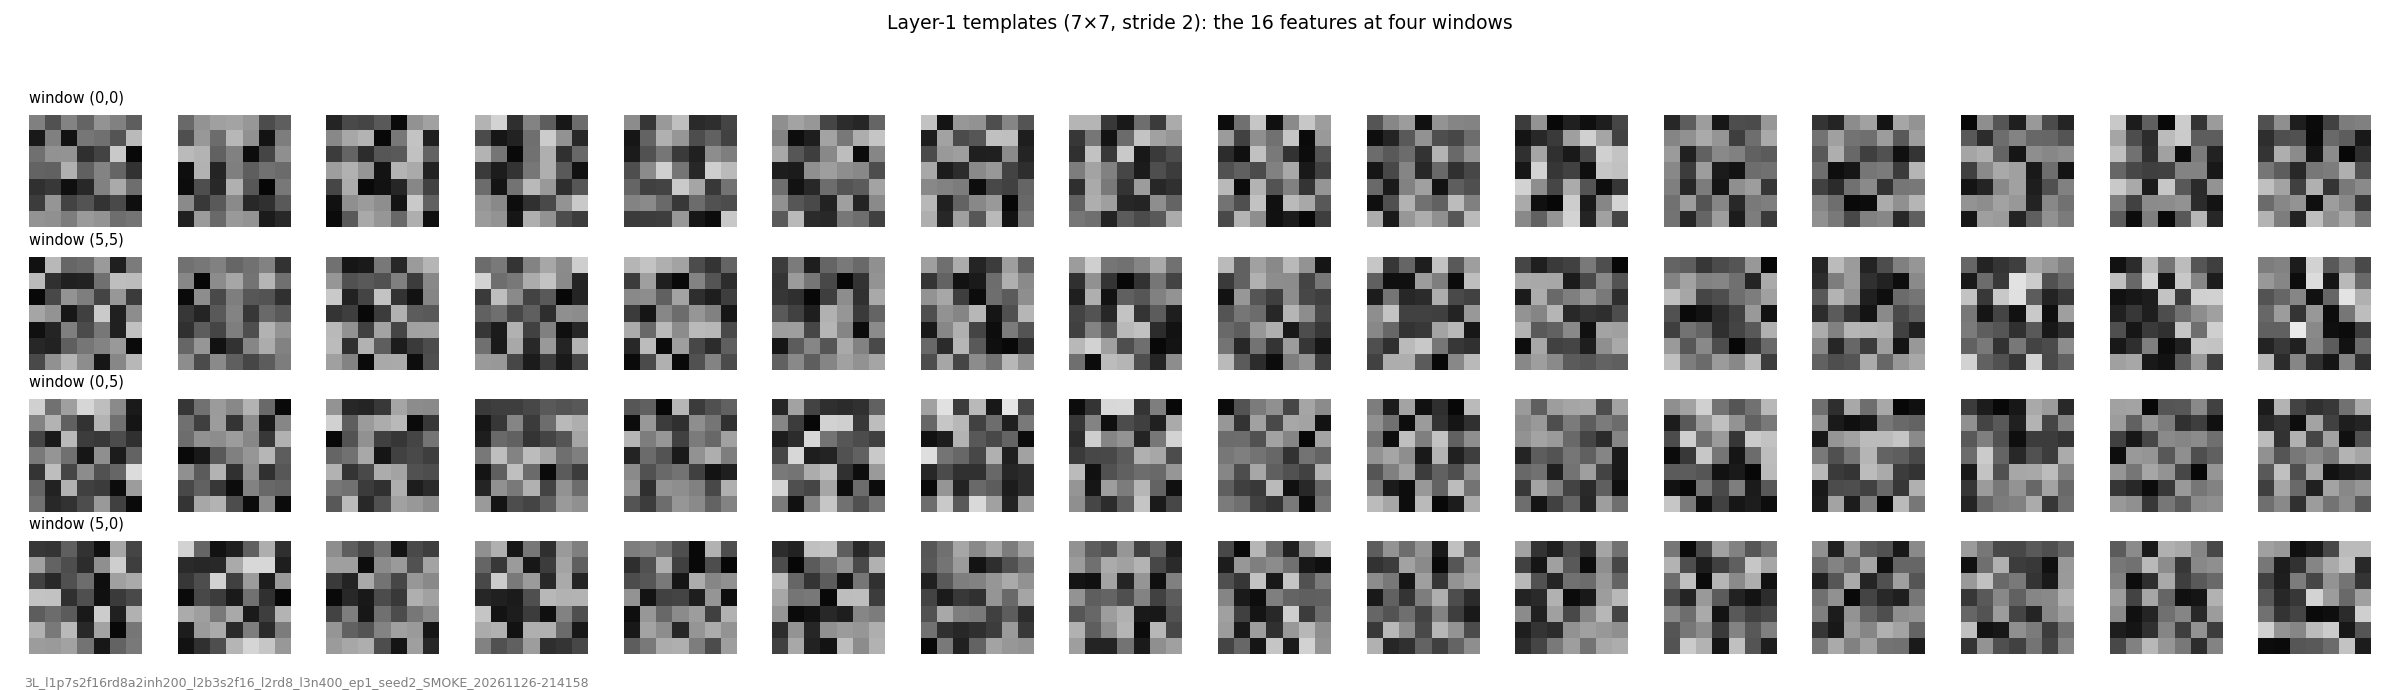 Layer-1 templates (7×7, stride 2): the 16 features at four windows
window (0,0)
window (5,5)
window (0,5)
window (5,0)
3L_l1p7s2f16rd8a2inh200_l2b3s2f16_l2rd8_l3n400_ep1_seed2_SMOKE_20261126-214158